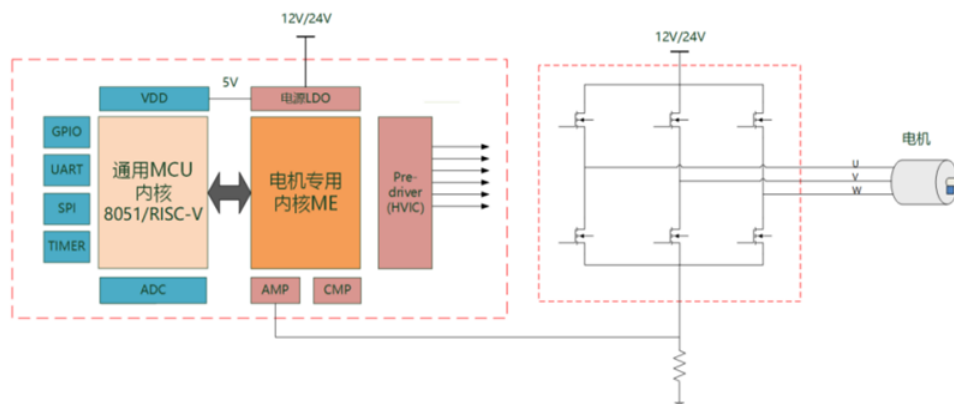 12V/24V
12V/24V
5V
VDD
电源LDO
GPIO
UART
SPI
TIMER
通用MCU
内核
8051/RISC-V
电机专用
内核ME
Pre-
driver
(HVIC)
ADC
AMP
CMP
U
V
W
电机